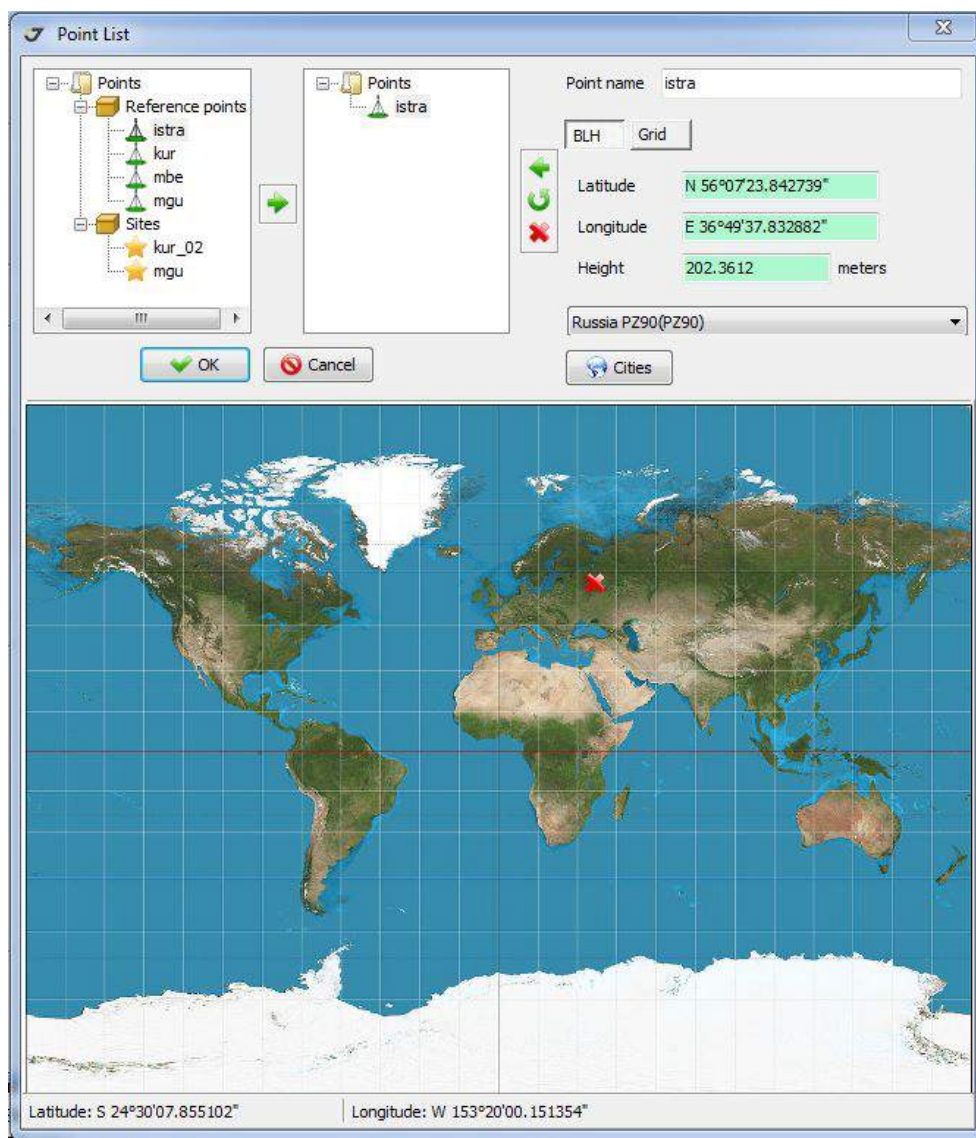 Point List
Points
Reference points
istra
kur
mbe
mgu
Sites
kur_02
mgu
Points
istra
Point name istra
BLH Grid
Latitude N 56°07'23.842739"
Longitude E 36°49'37.832882"
Height 202.3612 meters
Russia PZ90(PZ90)
OK Cancel Cities
Latitude: S 24°30'07.855102" Longitude: W 153°20'00.151354"